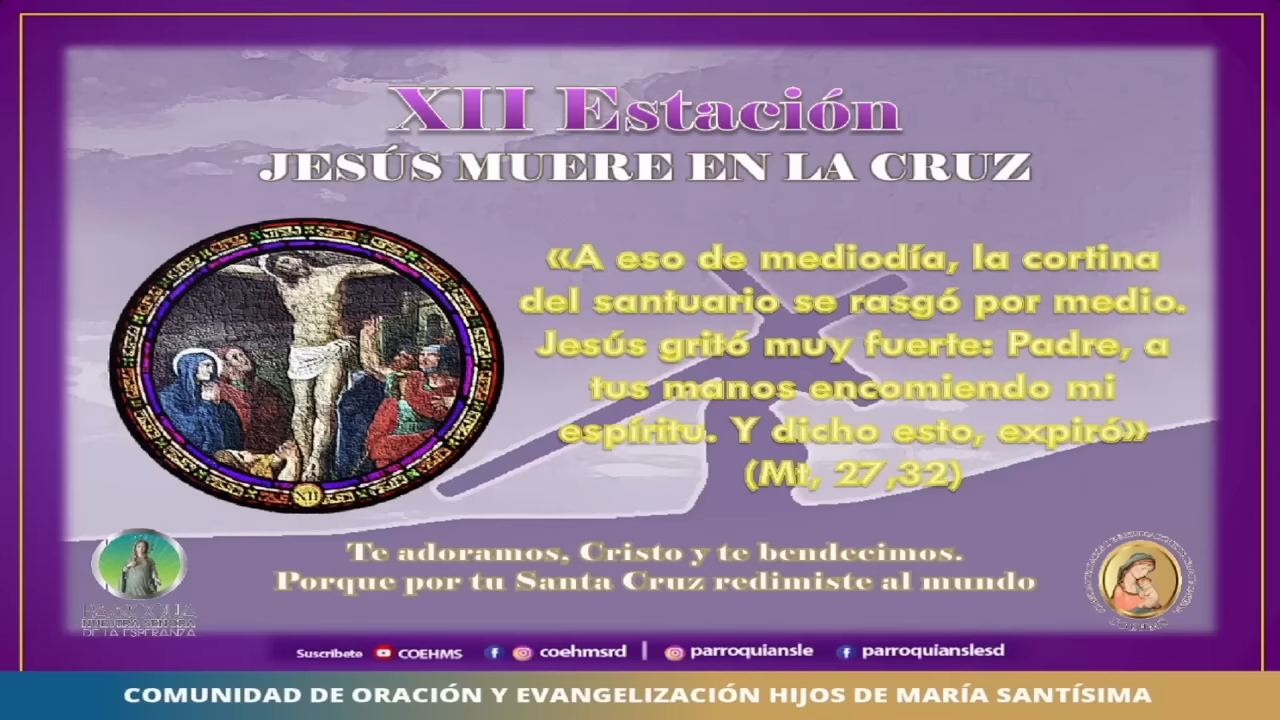 XII Estación
JESÚS MUERE EN LA CRUZ
«A eso de mediodía, la cortina
del santuario se rasgó por medio.
Jesús gritó muy fuerte: Padre, a
tus manos encomiendo mi
espíritu. Y dicho esto, expiró»
(Mt, 27,32)
XII
Te adoramos, Cristo y te bendecimos.
Porque por tu Santa Cruz redimiste al mundo
PARROQUIA
NUESTRA SEÑORA
DE LA ESPERANZA
COEHMS
Suscribete COEHMS coehmsrd | parroquiansle parroquianslesd
COMUNIDAD DE ORACIÓN Y EVANGELIZACIÓN HIJOS DE MARÍA SANTÍSIMA